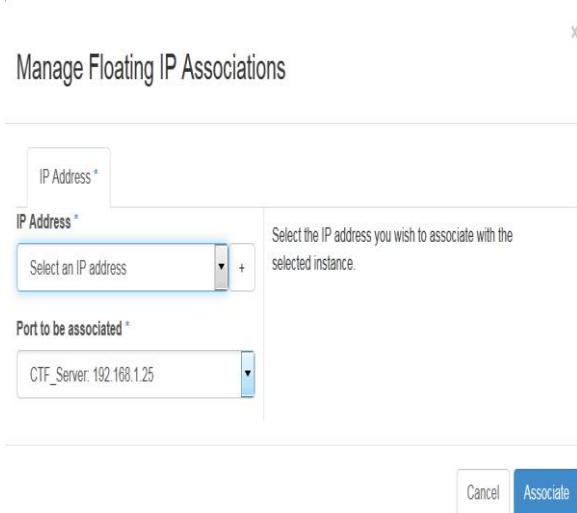 ×
Manage Floating IP Associations
IP Address *
IP Address *
Select an IP address
+
Select the IP address you wish to associate with the
selected instance.
Port to be associated *
CTF_Server: 192.168.1.25
Cancel
Associate